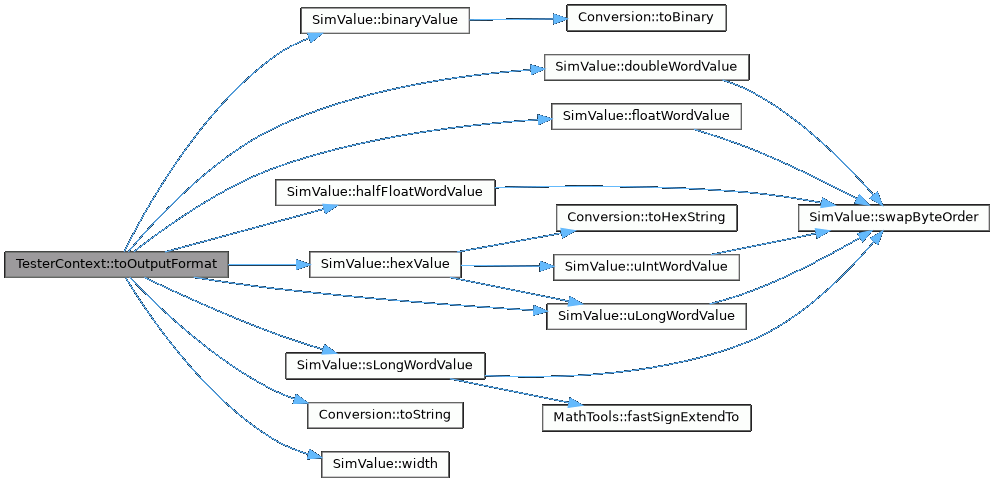 SimValue::binaryValue
Conversion::toBinary
SimValue::doubleWordValue
SimValue::floatWordValue
SimValue::halfFloatWordValue
Conversion::toHexString
SimValue::swapByteOrder
TesterContext::toOutputFormat
SimValue::hexValue
SimValue::uIntWordValue
SimValue::uLongWordValue
SimValue::sLongWordValue
Conversion::toString
MathTools::fastSignExtendTo
SimValue::width